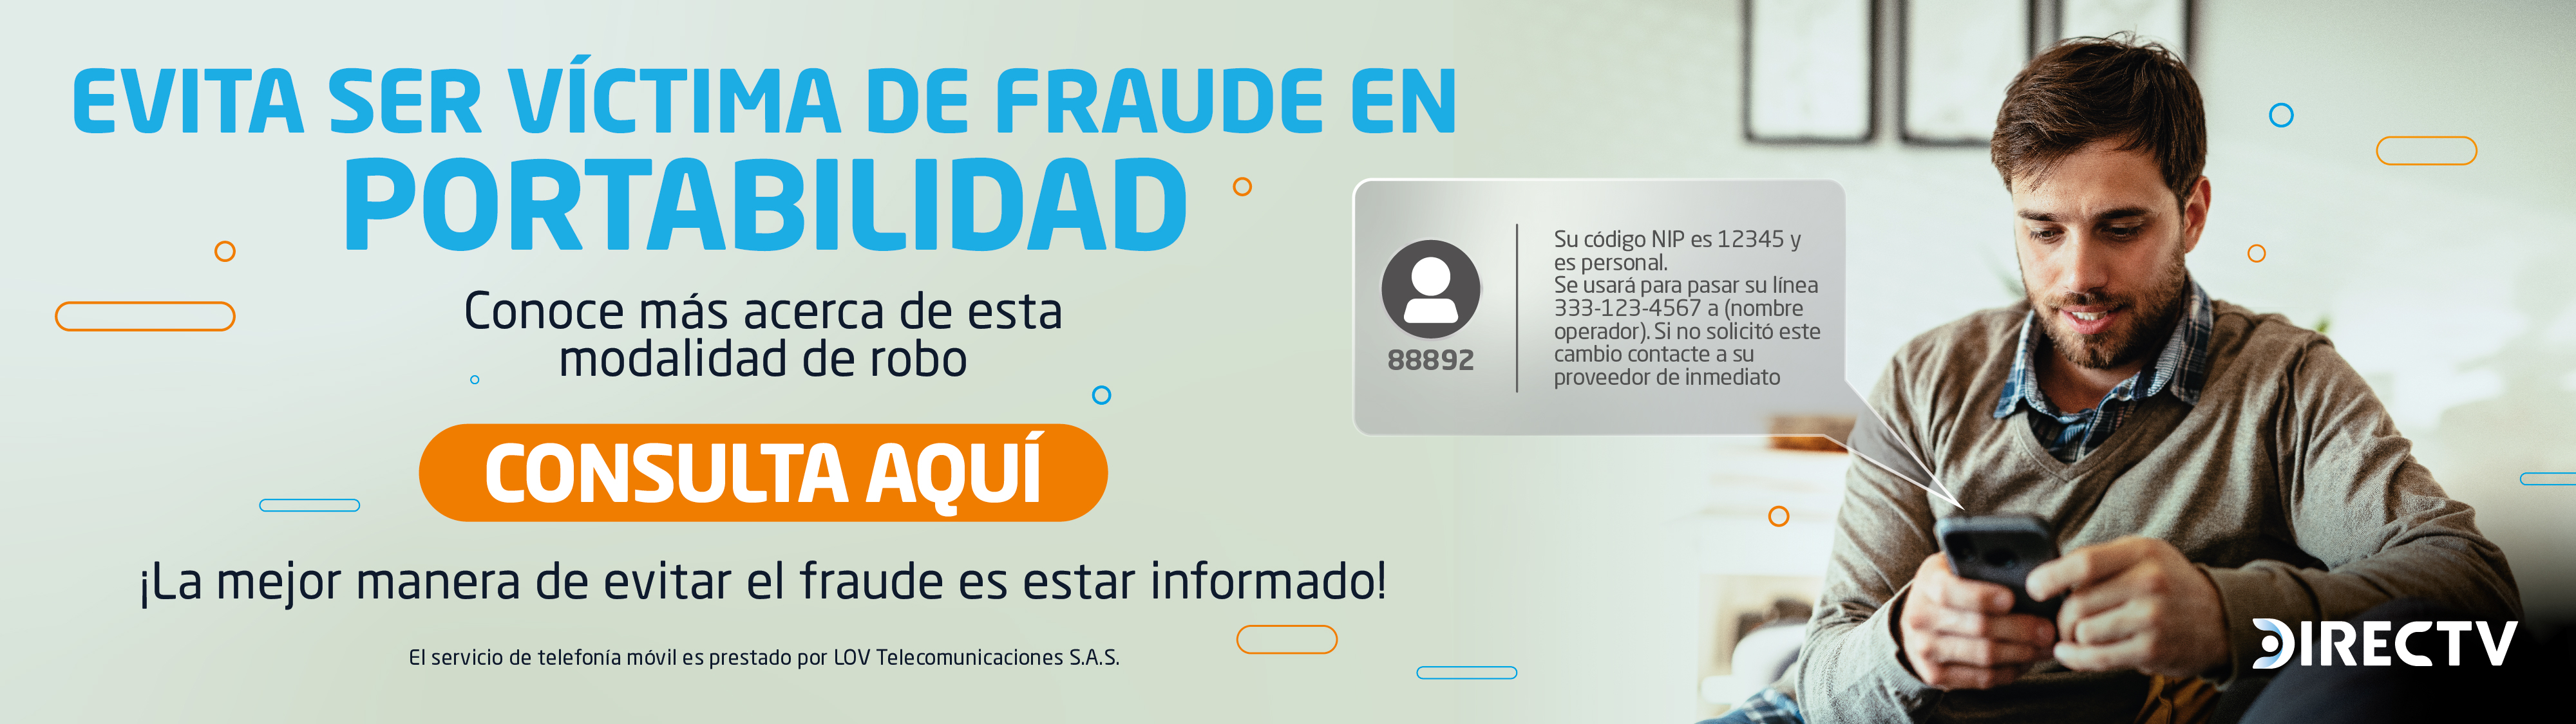 EVITA SER VÍCTIMA DE FRAUDE EN
PORTABILIDAD
Conoce más acerca de esta
modalidad de robo
CONSULTA AQUÍ
¡La mejor manera de evitar el fraude es estar informado!
El servicio de telefonía móvil es prestado por LOV Telecomunicaciones S.A.S.
88892
Su código NIP es 12345 y
es personal.
Se usará para pasar su línea
333-123-4567 a (nombre
operador). Si no solicitó este
cambio contacte a su
proveedor de inmediato
DIRECTV